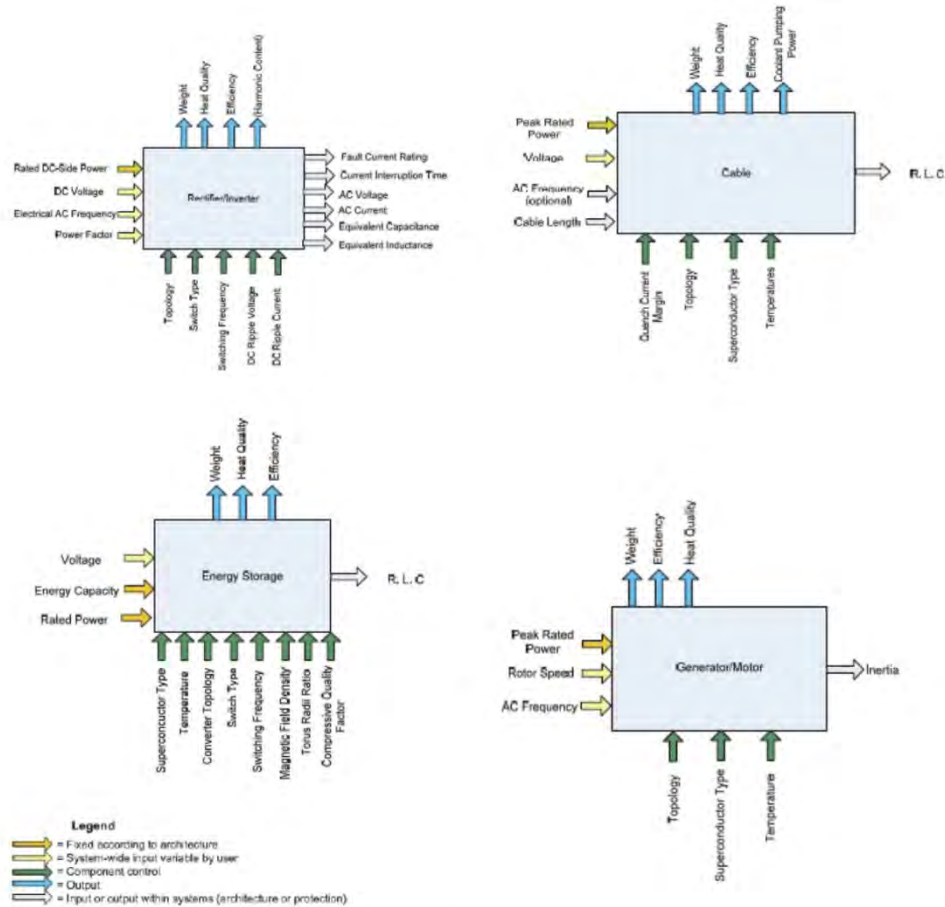 Weight
Heat Quality
Efficiency
(Harmonic Content)
Rated DC-Side Power
DC Voltage
Electrical AC Frequency
Power Factor
Rectifier/Inverter
Fault Current Rating
Current Interruption Time
AC Voltage
AC Current
Equivalent Capacitance
Equivalent Inductance
Topology
Switch Type
Switching Frequency
DC Ripple Voltage
DC Ripple Current
Weight
Heat Quality
Efficiency
Coolant Pumping
Power
Peak Rated
Power
Voltage
AC Frequency
(optional)
Cable Length
Cable
R. L. C
Quench Current
Margin
Topology
Superconductor Type
Temperatures
Weight
Heat Quality
Efficiency
Voltage
Energy Capacity
Rated Power
Energy Storage
R. L. C
Superconductor Type
Temperature
Converter Topology
Switch Type
Switching Frequency
Magnetic Field Density
Torus Radii Ratio
Compressive Quality
Factor
Weight
Efficiency
Heat Quality
Peak Rated
Power
Rotor Speed
AC Frequency
Generator/Motor
Inertia
Topology
Superconductor Type
Temperature
Legend
= Fixed according to architecture
= System-wide input variable by user
= Component control
= Output
= Input or output within systems (architecture or protection)